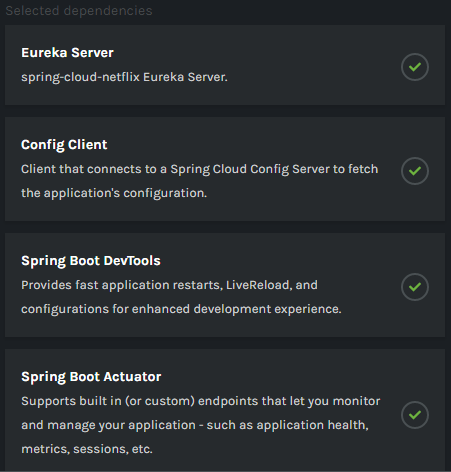 Selected dependencies
Eureka Server
spring-cloud-netflix Eureka Server.
Config Client
Client that connects to a Spring Cloud Config Server to fetch
the application's configuration.
Spring Boot DevTools
Provides fast application restarts, LiveReload, and
configurations for enhanced development experience.
Spring Boot Actuator
Supports built in (or custom) endpoints that let you monitor
and manage your application - such as application health,
metrics, sessions, etc.